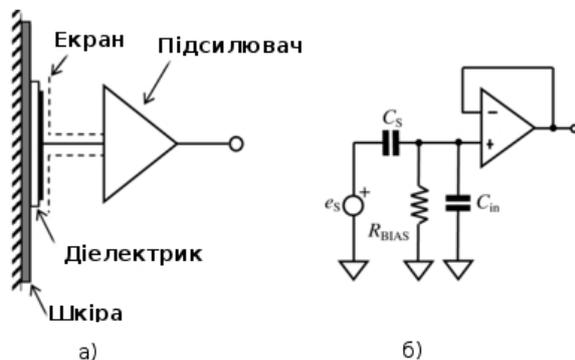 Екран
Підсилювач
Діелектрик
Шкіра
а)
C_S
−
+
+
e_S
R_BIAS
C_in
б)